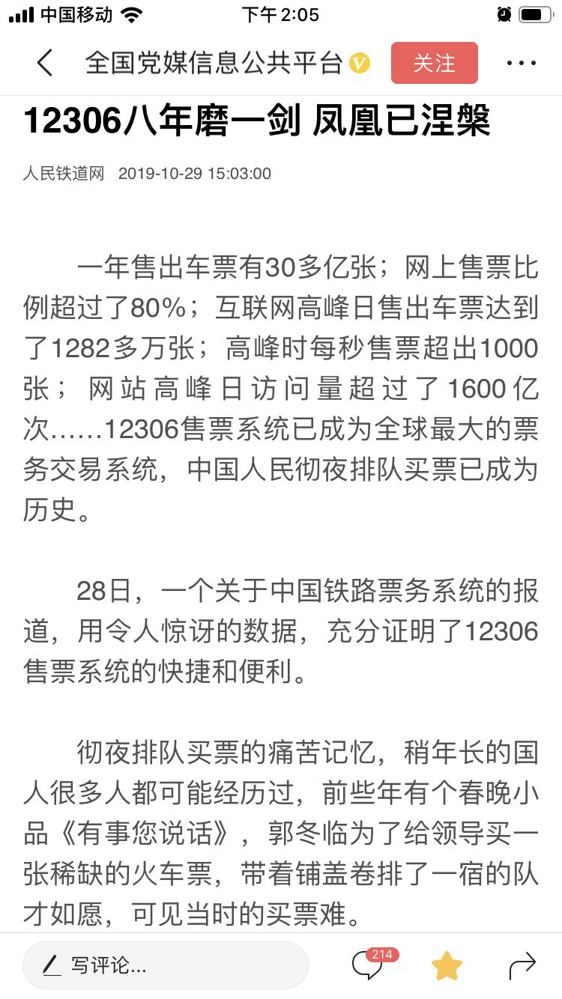 中国移动 下午2:05
全国党媒信息公共平台 V 关注
12306八年磨一剑 凤凰已涅槃
人民铁道网 2019-10-29 15:03:00
一年售出车票有30多亿张；网上售票比
例超过了80%；互联网高峰日售出车票达到
了1282多万张；高峰时每秒售票超出1000
张；网站高峰日访问量超过了1600亿
次……12306售票系统已成为全球最大的票
务交易系统，中国人民彻夜排队买票已成为
历史。
28日，一个关于中国铁路票务系统的报
道，用令人惊讶的数据，充分证明了12306
售票系统的快捷和便利。
彻夜排队买票的痛苦记忆，稍年长的国
人很多人都可能经历过，前些年有个春晚小
品《有事您说话》，郭冬临为了给领导买一
张稀缺的火车票，带着铺盖卷排了一宿的队
才如愿，可见当时的买票难。
写评论... 214